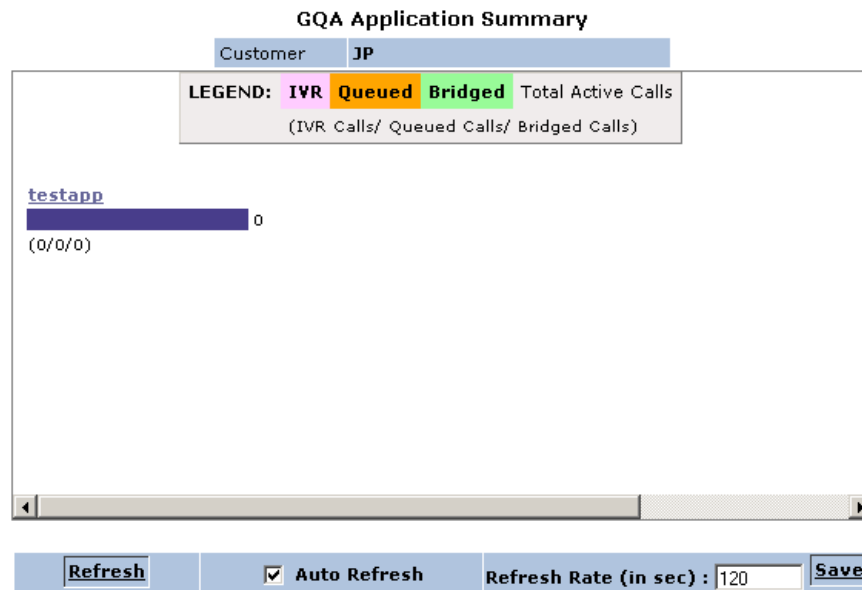 GQA Application Summary
Customer JP
LEGEND: IVR Queued Bridged Total Active Calls
(IVR Calls/ Queued Calls/ Bridged Calls)
testapp
0
(0/0/0)
Refresh Auto Refresh Refresh Rate (in sec) : 120 Save